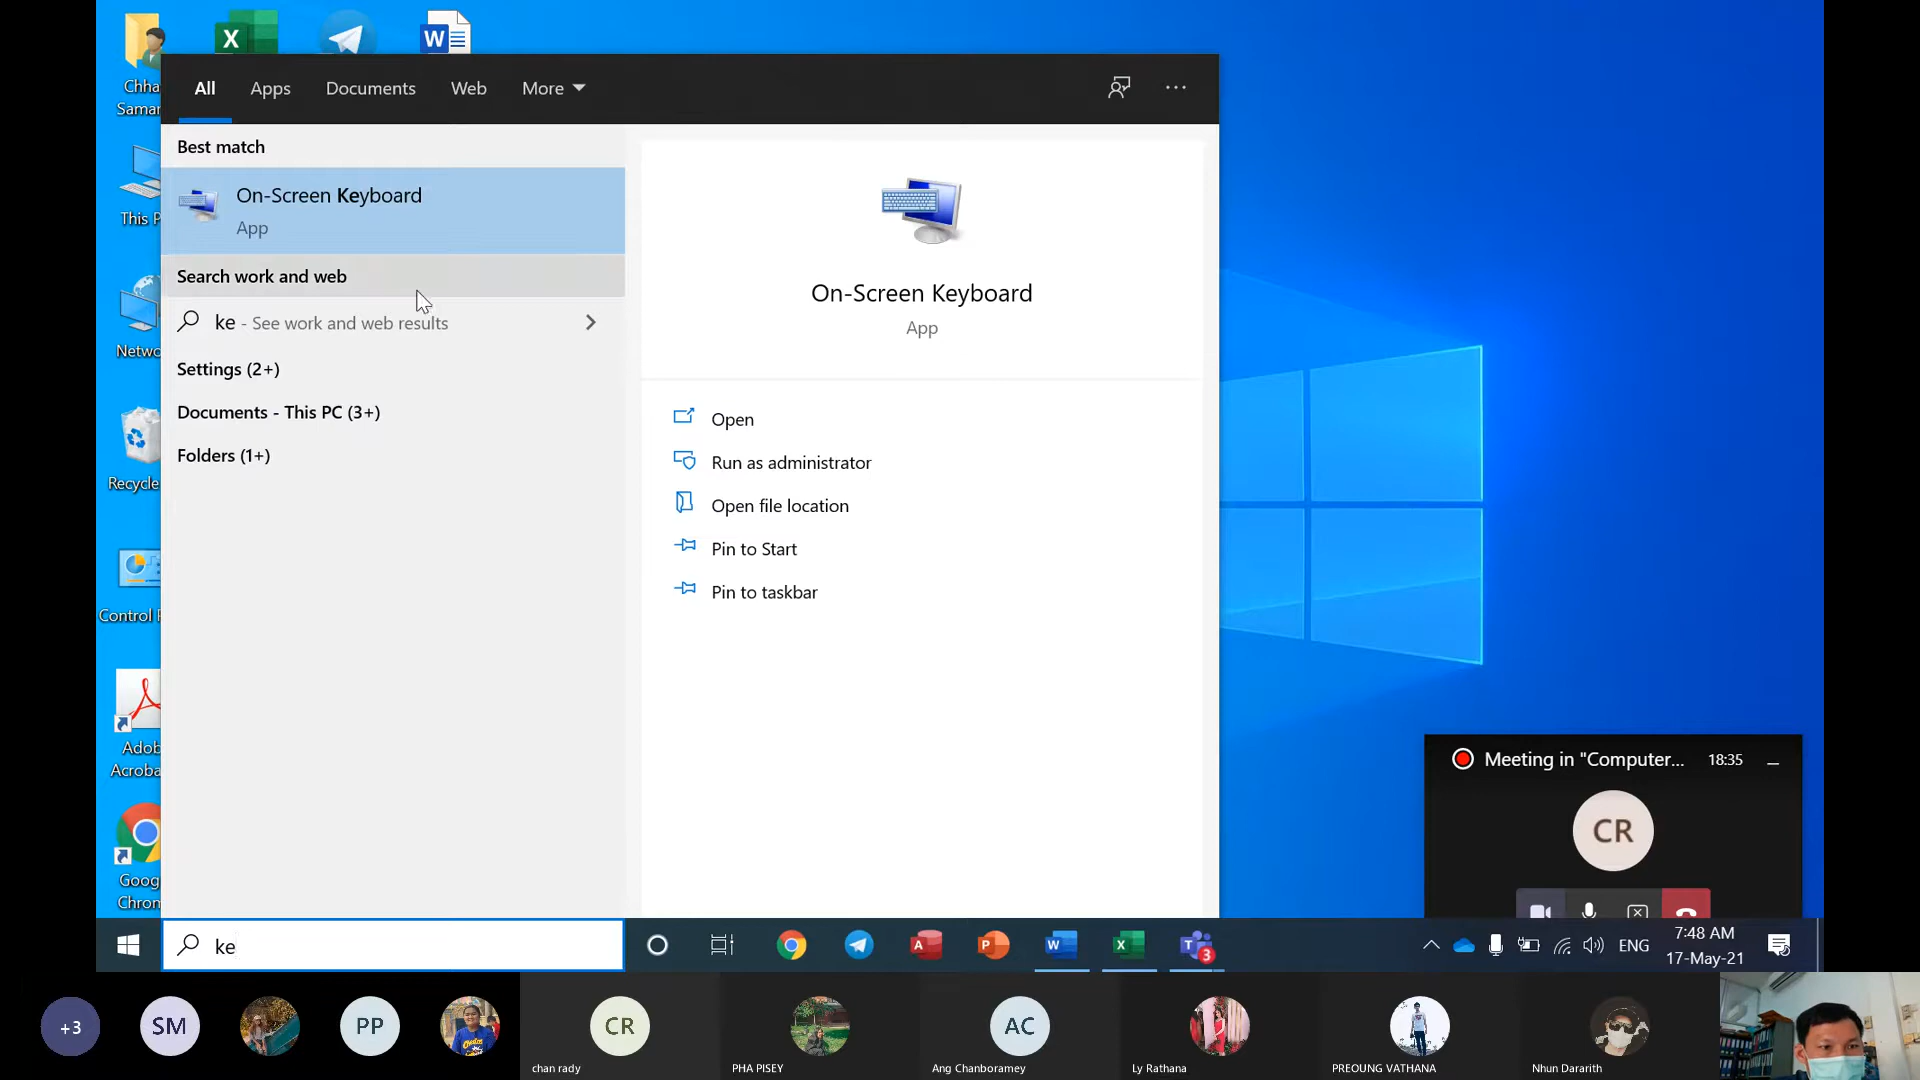 Chha
Samar
This P
Netwo
Recycle
Control P
Adob
Acroba
Goog
Chron
All Apps Documents Web More
Best match
On-Screen Keyboard
App
Search work and web
ke - See work and web results
Settings (2+)
Documents - This PC (3+)
Folders (1+)
On-Screen Keyboard
App
Open
Run as administrator
Open file location
Pin to Start
Pin to taskbar
Meeting in "Computer... 18:35
CR
ke
3
ENG
7:48 AM
17-May-21
+3 SM PP CR AC
chan rady PHA PISEY Ang Chanboramey Ly Rathana PREOUNG VATHANA Nhun Dararith